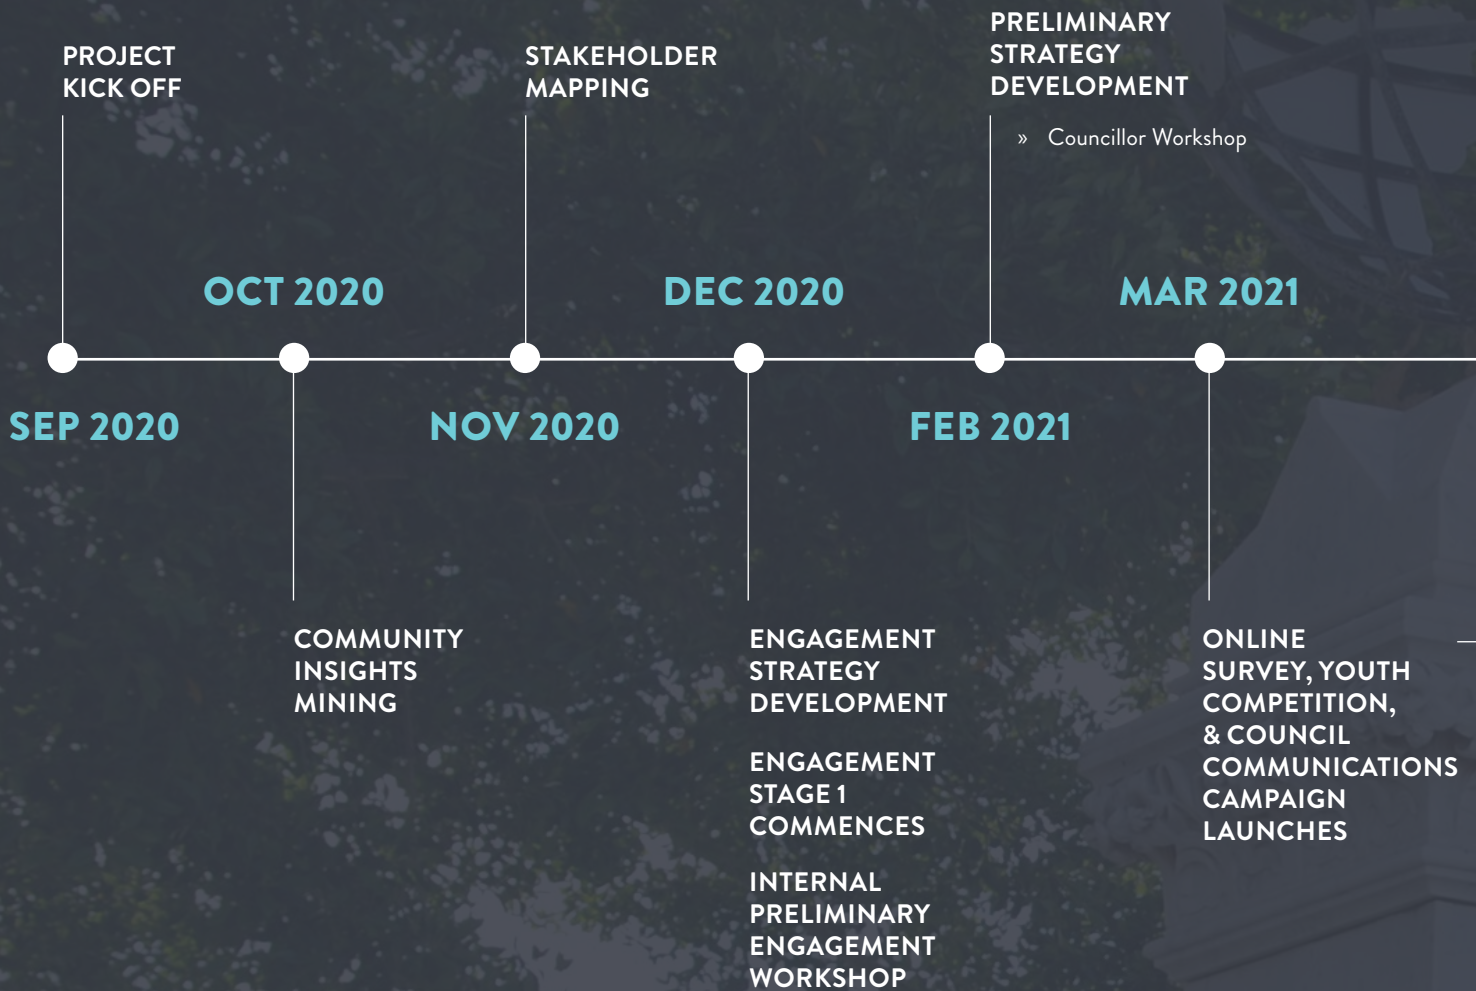 PROJECT
KICK OFF
SEP 2020
OCT 2020
COMMUNITY
INSIGHTS
MINING
STAKEHOLDER
MAPPING
NOV 2020
DEC 2020
ENGAGEMENT
STRATEGY
DEVELOPMENT
ENGAGEMENT
STAGE 1
COMMENCES
INTERNAL
PRELIMINARY
ENGAGEMENT
WORKSHOP
PRELIMINARY
STRATEGY
DEVELOPMENT
» Councillor Workshop
FEB 2021
MAR 2021
ONLINE
SURVEY, YOUTH
COMPETITION,
& COUNCIL
COMMUNICATIONS
CAMPAIGN
LAUNCHES